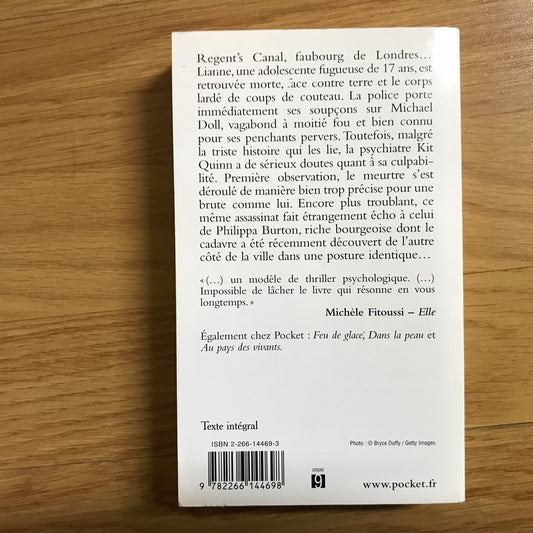 Regent's Canal, faubourg de Londres…
Lianne, une adolescente fugueuse de 17 ans, est
retrouvée morte, face contre terre et le corps
lardé de coups de couteau. La police porte
immédiatement ses soupçons sur Michael
Doll, vagabond à moitié fou et bien connu
pour ses penchants pervers. Toutefois, malgré
la triste histoire qui les lie, la psychiatre Kit
Quinn a de sérieux doutes quant à sa culpabi-
lité. Première observation, le meurtre s'est
déroulé de manière bien trop précise pour une
brute comme lui. Encore plus troublant, ce
même assassinat fait étrangement écho à celui
de Philippa Burton, riche bourgeoise dont le
cadavre a été récemment découvert de l'autre
côté de la ville dans une posture identique…
« (…) un modèle de thriller psychologique. (…)
Impossible de lâcher le livre qui résonne en vous
longtemps. »
Michèle Fitoussi – Elle
Également chez Pocket : Feu de glace, Dans la peau et
Au pays des vivants.
Texte intégral
ISBN 2-266-14469-3
Photo : © Bryce Duffy / Getty Images.
9 782266 144698
9
www.pocket.fr